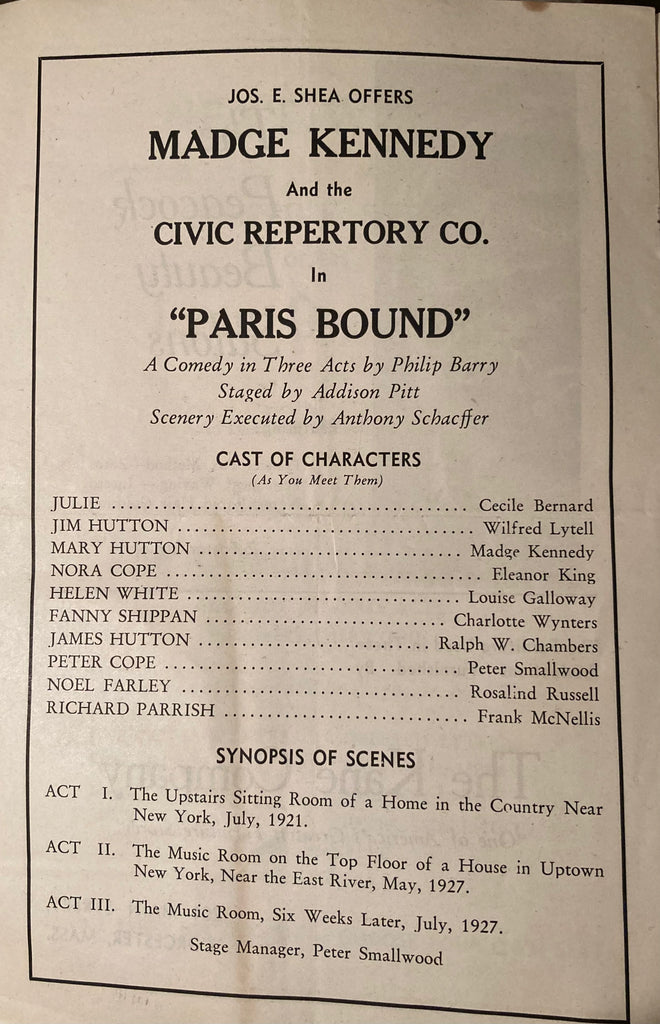 JOS. E. SHEA OFFERS
MADGE KENNEDY
And the
CIVIC REPERTORY CO.
In
“PARIS BOUND”
A Comedy in Three Acts by Philip Barry
Staged by Addison Pitt
Scenery Executed by Anthony Schaeffer
CAST OF CHARACTERS
(As You Meet Them)
JULIE ........................................ Cecile Bernard
JIM HUTTON ................................. Wilfred Lytell
MARY HUTTON ............................. Madge Kennedy
NORA COPE ................................... Eleanor King
HELEN WHITE .............................. Louise Galloway
FANNY SHIPPAN .......................... Charlotte Wynters
JAMES HUTTON .......................... Ralph W. Chambers
PETER COPE ................................. Peter Smallwood
NOEL FARLEY .............................. Rosalind Russell
RICHARD PARRISH .......................... Frank McNellis
SYNOPSIS OF SCENES
ACT I. The Upstairs Sitting Room of a Home in the Country Near
New York, July, 1921.
ACT II. The Music Room on the Top Floor of a House in Uptown
New York, Near the East River, May, 1927.
ACT III. The Music Room, Six Weeks Later, July, 1927.
Stage Manager, Peter Smallwood